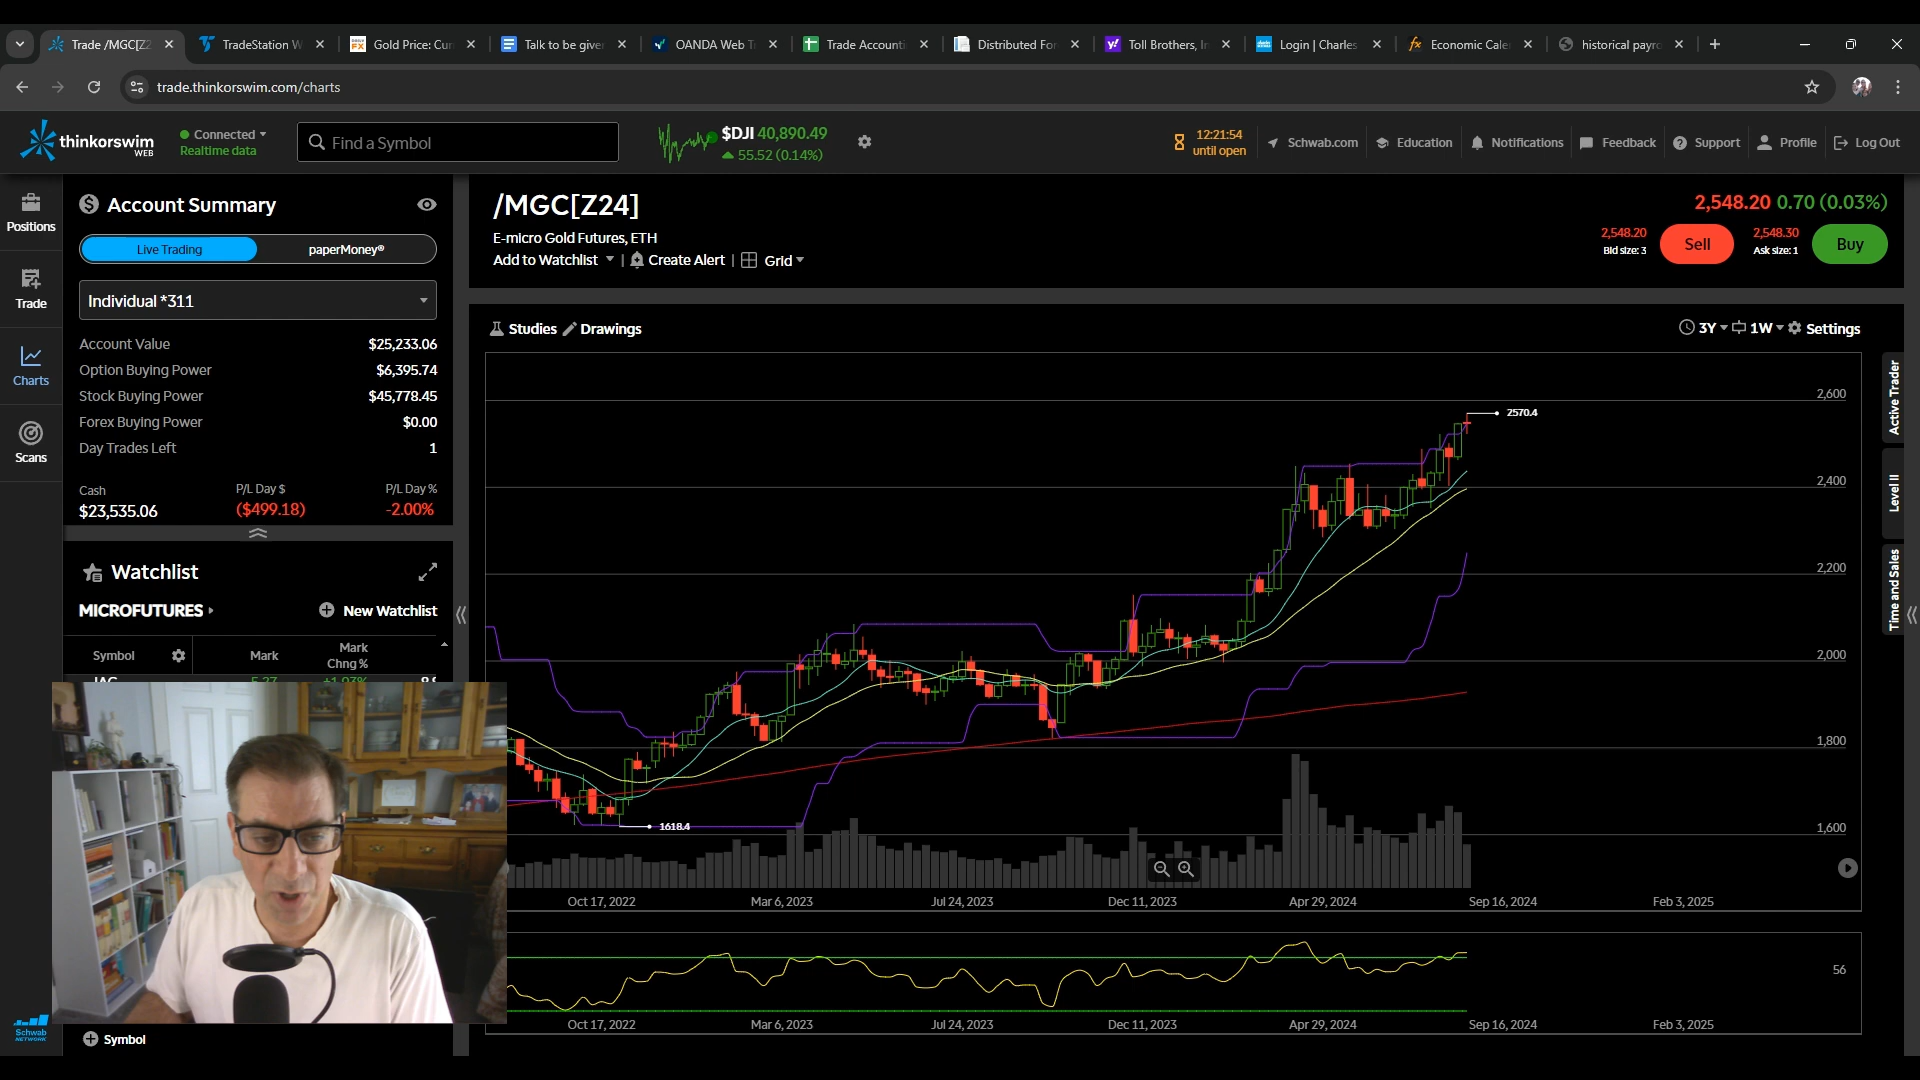 Trade /MGC[Z2
TradeStation W
Gold Price: Cur
Talk to be give
OANDA Web T
Trade Accounti
Distributed For
Toll Brothers, In
Login | Charles
Economic Cale
historical payro
trade.thinkorswim.com/charts
thinkorswim
WEB
Connected
Realtime data
Find a Symbol
$DJI 40,890.49
55.52 (0.14%)
12:21:54
until open
Schwab.com
Education
Notifications
Feedback
Support
Profile
Log Out
Positions
Trade
Charts
Scans
Account Summary
Live Trading
paperMoney®
Individual *311
Account Value $25,233.06
Option Buying Power $6,395.74
Stock Buying Power $45,778.45
Forex Buying Power $0.00
Day Trades Left 1
Cash P/L Day $ P/L Day %
$23,535.06 ($499.18) -2.00%
Watchlist
MICROFUTURES
New Watchlist
Symbol Mark Mark
Chng %
Symbol
Schwab
NETWORK
/MGC[Z24]
E-micro Gold Futures, ETH
Add to Watchlist | Create Alert | Grid
2,548.20 0.70 (0.03%)
2,548.20
Bid size: 3
Sell
2,548.30
Ask size: 1
Buy
Studies Drawings
3Y 1W Settings
Active Trader
Level II
Time and Sales
2570.4
1618.4
2,600
2,400
2,200
2,000
1,800
1,600
Oct 17, 2022 Mar 6, 2023 Jul 24, 2023 Dec 11, 2023 Apr 29, 2024 Sep 16, 2024 Feb 3, 2025
56
Oct 17, 2022 Mar 6, 2023 Jul 24, 2023 Dec 11, 2023 Apr 29, 2024 Sep 16, 2024 Feb 3, 2025